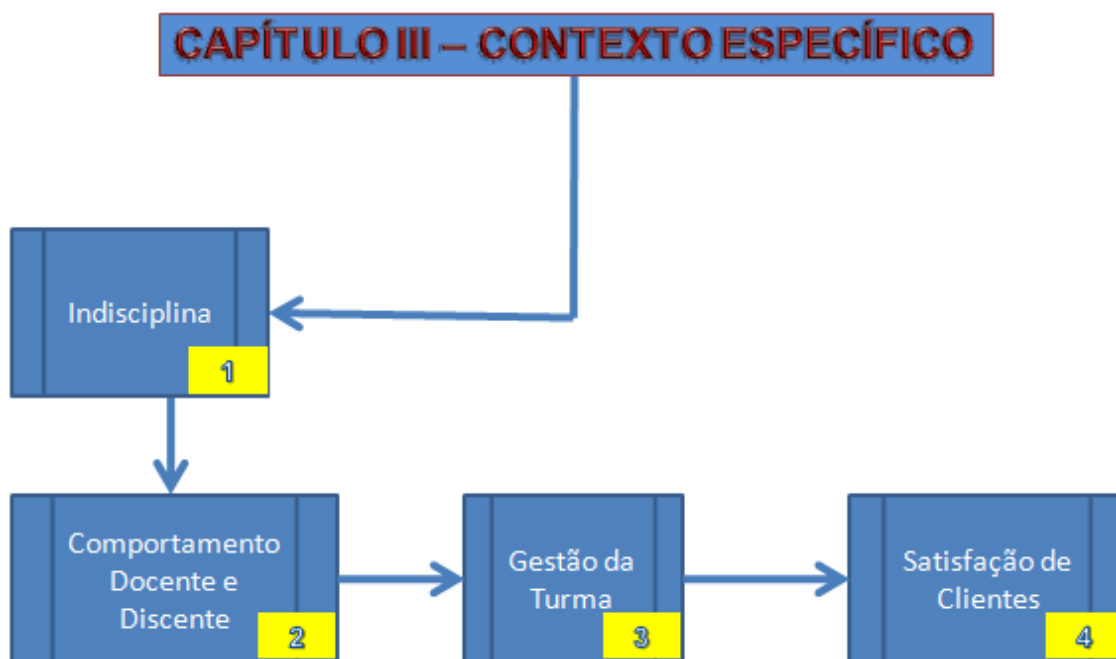 CAPÍTULO III – CONTEXTO ESPECÍFICO
Indisciplina
1
Comportamento
Docente e
Discente
2
Gestão da
Turma
3
Satisfação de
Clientes
4